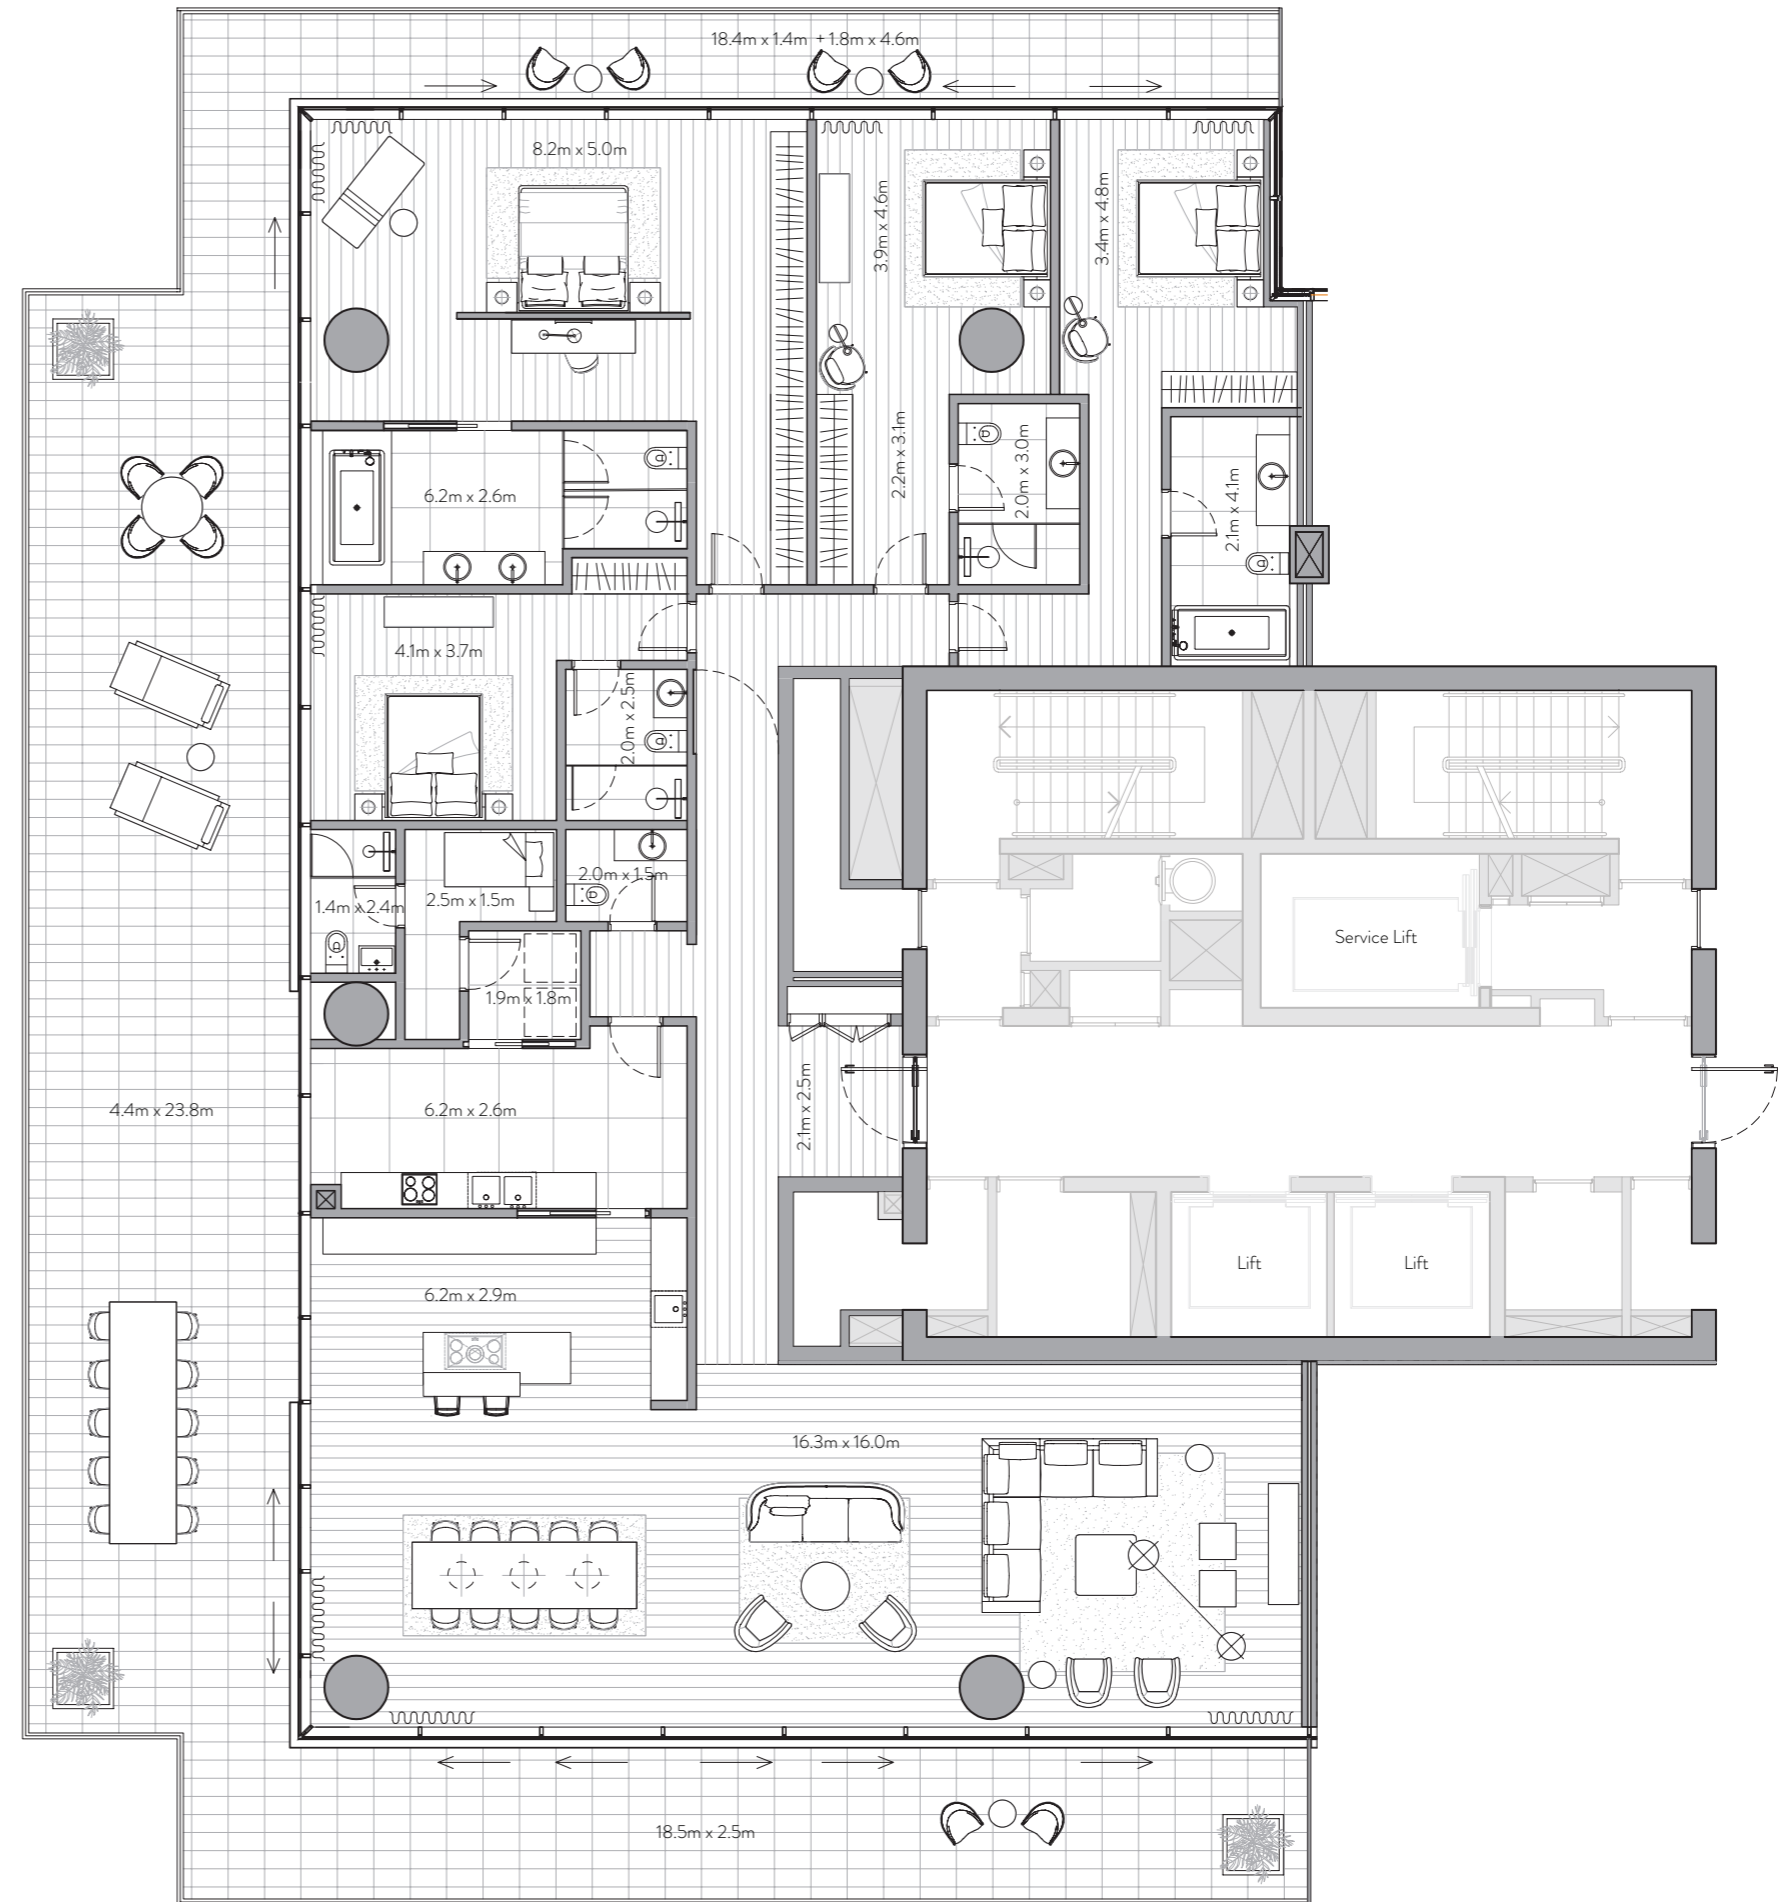 18.4m x 1.4m + 1.8m x 4.6m
8.2m x 5.0m
3.9m x 4.6m
3.4m x 4.8m
6.2m x 2.6m
2.2m x 3.1m
2.0m x 3.0m
2.1m x 4.1m
4.1m x 3.7m
2.0m x 2.5m
2.0m x 1.5m
1.4m x 2.4m
2.5m x 1.5m
Service Lift
1.9m x 1.8m
4.4m x 23.8m
6.2m x 2.6m
2.1m x 2.5m
Lift
Lift
6.2m x 2.9m
16.3m x 16.0m
18.5m x 2.5m